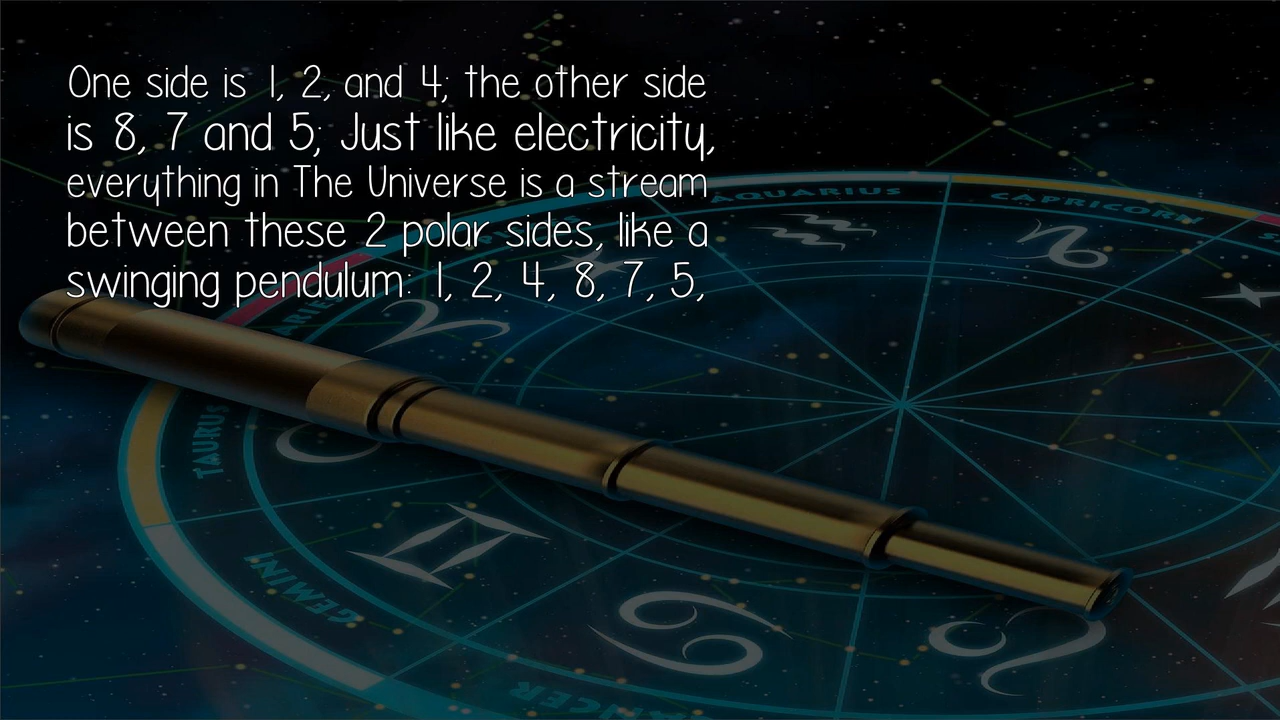 One side is 1, 2, and 4; the other side
is 8, 7 and 5; Just like electricity,
everything in The Universe is a stream
between these 2 polar sides, like a
swinging pendulum: 1, 2, 4, 8, 7, 5,
AQUARIUS
CAPRICORN
ARIES
TAURUS
GEMINI
CANCER